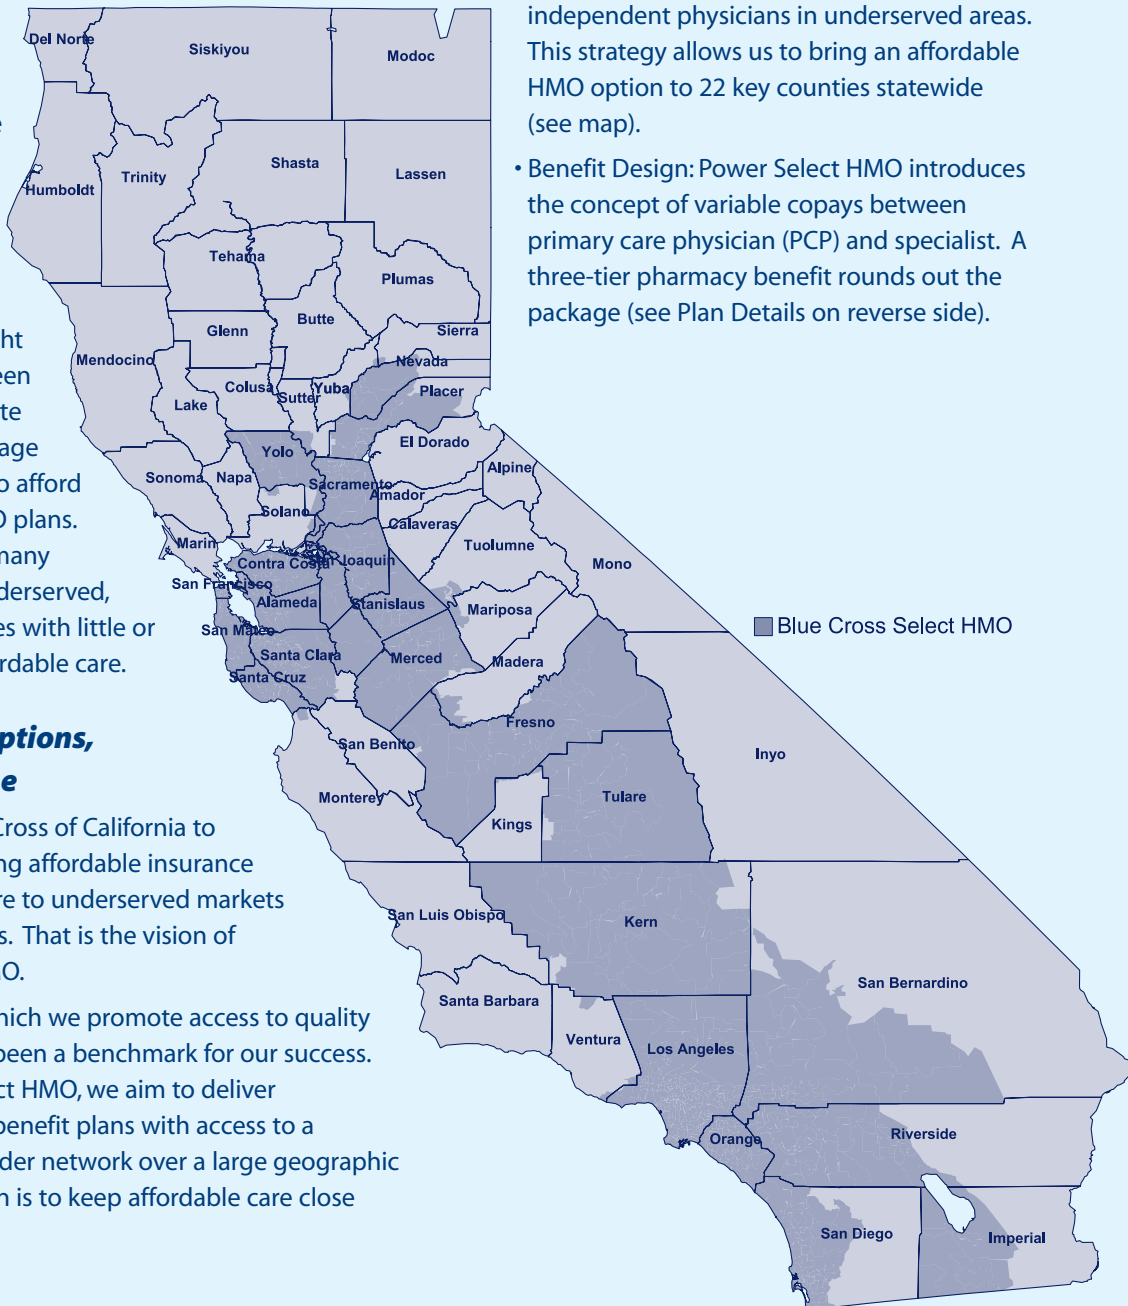 independent physicians in underserved areas.
This strategy allows us to bring an affordable
HMO option to 22 key counties statewide
(see map).
• Benefit Design: Power Select HMO introduces
the concept of variable copays between
primary care physician (PCP) and specialist. A
three-tier pharmacy benefit rounds out the
package (see Plan Details on reverse side).
e
ht
een
te
age
o afford
O plans.
many
derserved,
es with little or
rdable care.
ptions,
e
Cross of California to
ng affordable insurance
re to underserved markets
s. That is the vision of
MO.
hich we promote access to quality
been a benchmark for our success.
ct HMO, we aim to deliver
benefit plans with access to a
der network over a large geographic
n is to keep affordable care close
Del Norte
Siskiyou
Modoc
Humboldt
Trinity
Shasta
Lassen
Tehama
Plumas
Mendocino
Glenn
Butte
Sierra
Nevada
Lake
Colusa
Sutter
Yuba
Placer
Sonoma
Napa
Yolo
El Dorado
Alpine
Sacramento
Amador
Solano
Calaveras
Marin
Contra Costa
San Joaquin
Tuolumne
Mono
San Francisco
Alameda
Stanislaus
Mariposa
San Mateo
Santa Clara
Merced
Madera
Santa Cruz
Fresno
San Benito
Inyo
Monterey
Kings
Tulare
San Luis Obispo
Kern
Santa Barbara
San Bernardino
Ventura
Los Angeles
Orange
Riverside
San Diego
Imperial
Blue Cross Select HMO